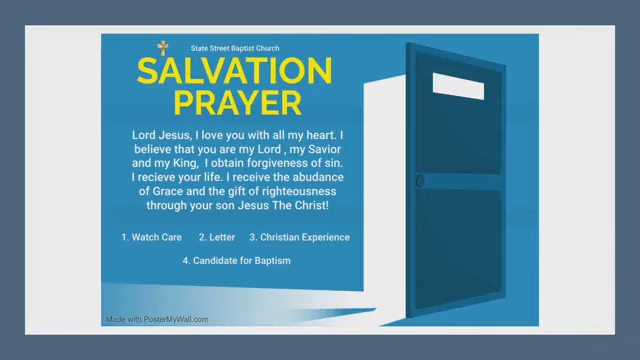 State Street Baptist Church
SALVATION
PRAYER
Lord Jesus, I love you with all my heart. I
believe that you are my Lord , my Savior
and my King, I obtain forgiveness of sin.
I recieve your life. I receive the abudance
of Grace and the gift of righteousness
through your son Jesus The Christ!
1. Watch Care 2. Letter 3. Christian Experience
4. Candidate for Baptism
Made with PosterMyWall.com